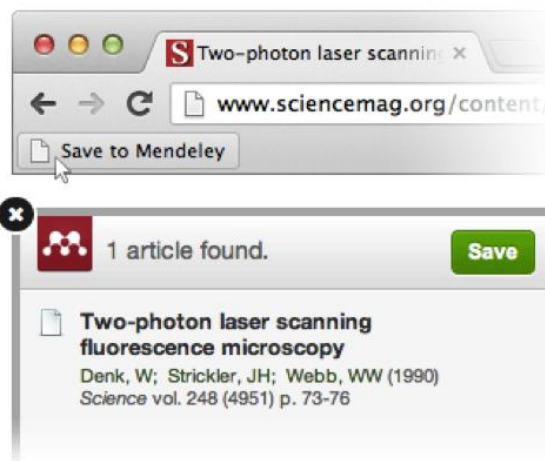 S Two-photon laser scannin
www.sciencemag.org/content/
Save to Mendeley
1 article found.
Save
Two-photon laser scanning
fluorescence microscopy
Denk, W; Strickler, JH; Webb, WW (1990)
Science vol. 248 (4951) p. 73-76